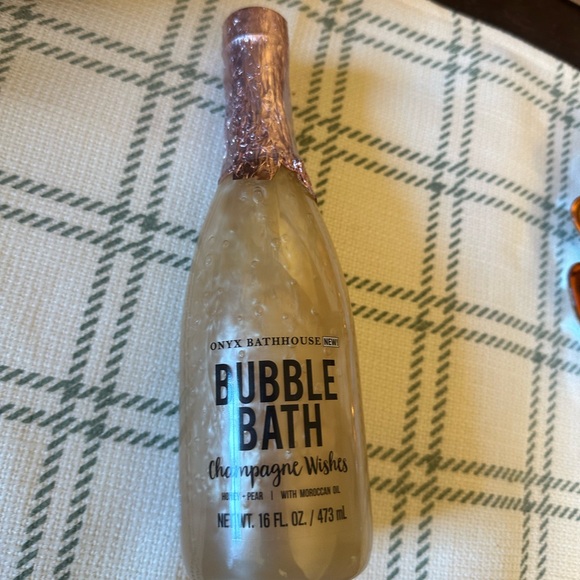 ONYX BATHHOUSE NEW!
BUBBLE
BATH
Champagne Wishes
HONEY + PEAR | WITH MOROCCAN OIL
NET. WT. 16 FL. OZ. / 473 mL